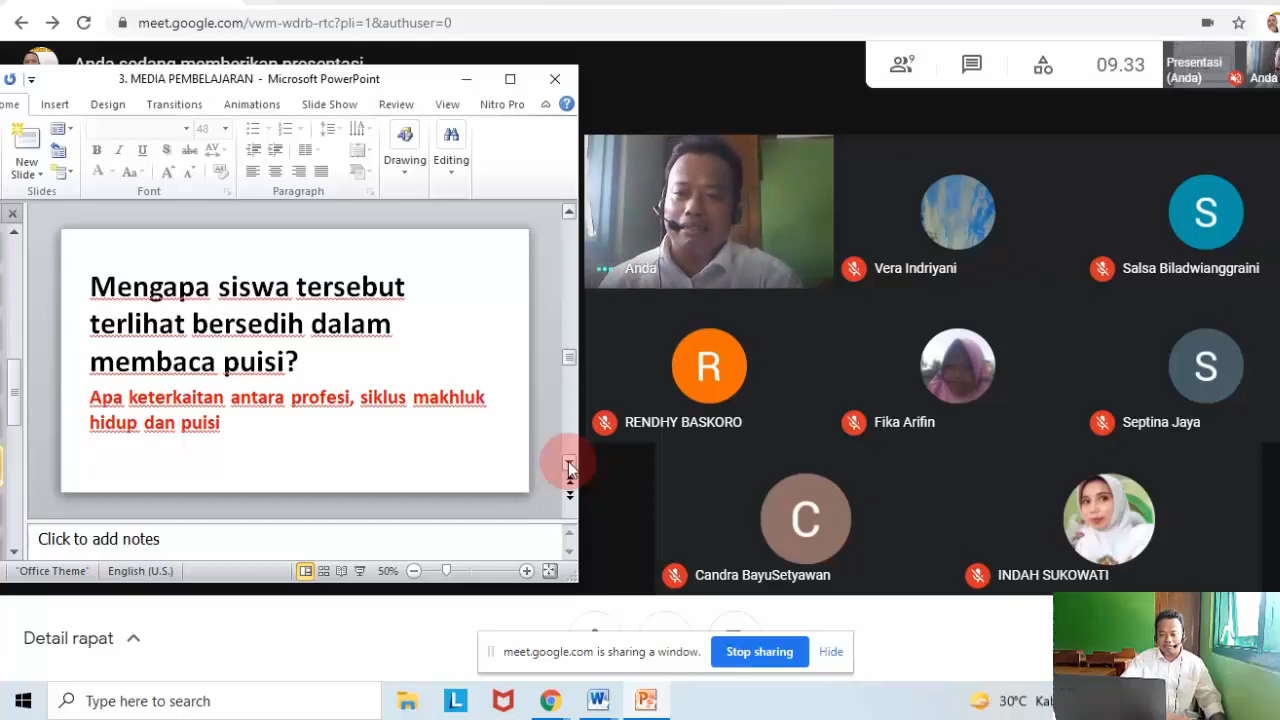 meet.google.com/vwm-wdrb-rtc?pli=1&authuser=0
Anda sedang memberikan presentasi
09.33
Presentasi
(Anda)
Anda
3. MEDIA PEMBELAJARAN - Microsoft PowerPoint
Insert Design Transitions Animations Slide Show Review View Nitro Pro
48
New
Slide
Drawing
Editing
Slides
Font
Paragraph
Mengapa siswa tersebut
terlihat bersedih dalam
membaca puisi?
Apa keterkaitan antara profesi, siklus makhluk
hidup dan puisi
Click to add notes
"Office Theme" English (U.S.) 50%
Anda
Vera Indriyani
S
Salsa Biladwianggraini
R
RENDHY BASKORO
Fika Arifin
S
Septina Jaya
C
Candra BayuSetyawan
INDAH SUKOWATI
Detail rapat
meet.google.com is sharing a window.
Stop sharing
Hide
Type here to search
30°C